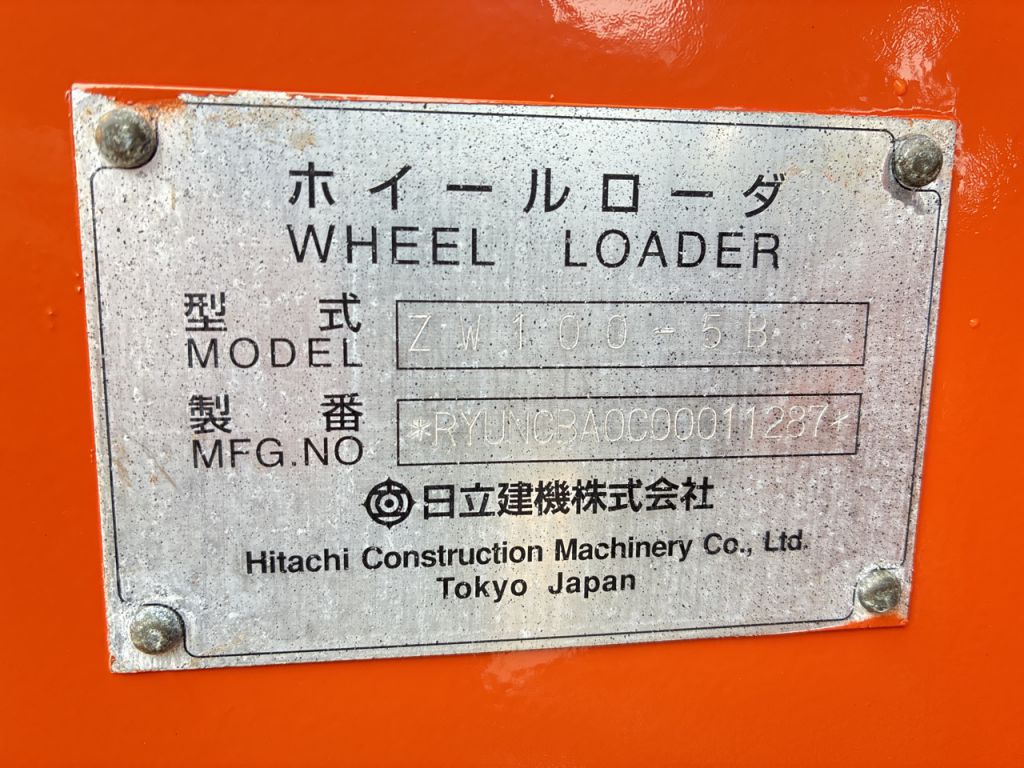 ホイールローダ
WHEEL LOADER
型式
MODEL ZW100-5B
製番
MFG.NO *RYUNCBA0C00011287*
日立建機株式会社
Hitachi Construction Machinery Co., Ltd.
Tokyo Japan